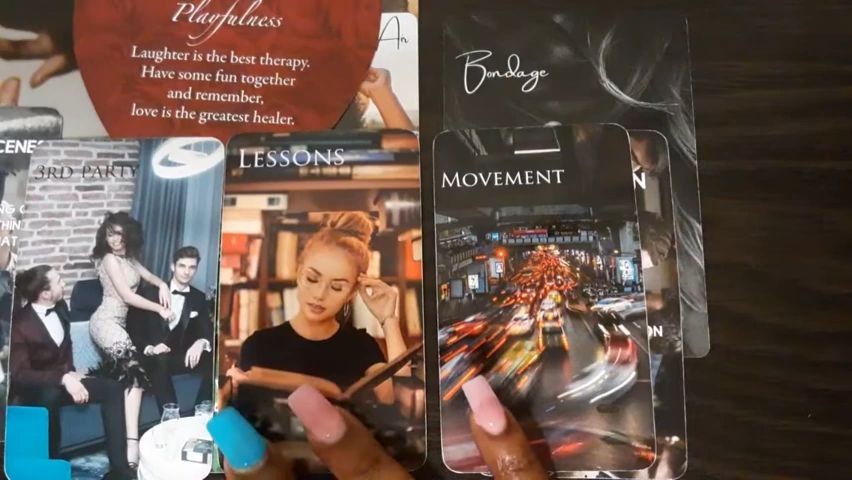 Playfulness
Laughter is the best therapy.
Have some fun together
and remember,
love is the greatest healer.
An
Bondage
3RD PARTY
LESSONS
MOVEMENT